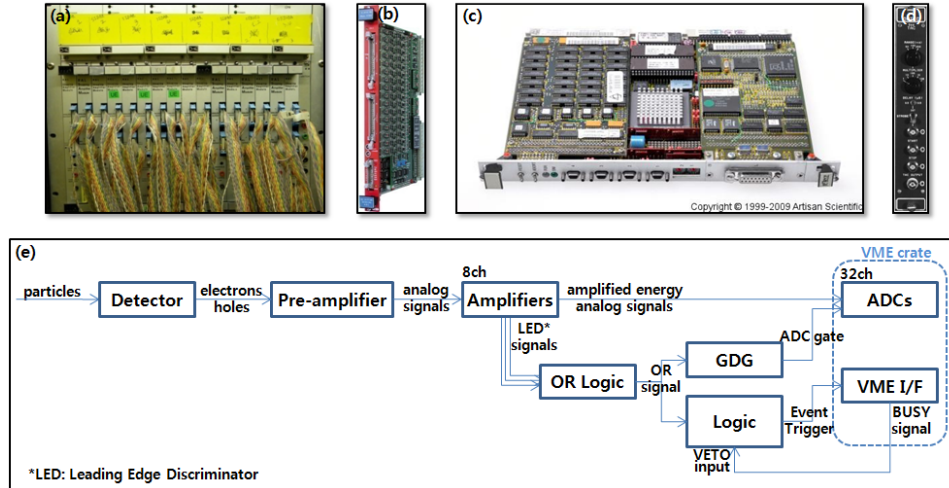 (a)
(b)
(c)
(d)
Copyright © 1999-2009 Artisan Scientific
(e)
VME crate
8ch
32ch
particles
Detector
electrons
holes
Pre-amplifier
analog
signals
Amplifiers
amplified energy
analog signals
ADCs
LED*
signals
ADC gate
OR Logic
OR
signal
GDG
VME I/F
Logic
Event
Trigger
BUSY
signal
VETO
input
*LED: Leading Edge Discriminator